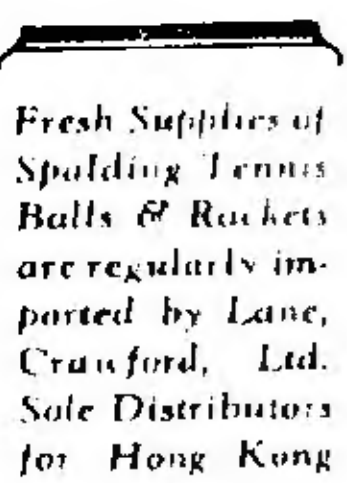 Fresh Supplies of
Spalding Tennis
Balls & Rackets
are regularly im-
ported by Lane,
Crawford, Ltd.
Sole Distributors
for Hong Kong